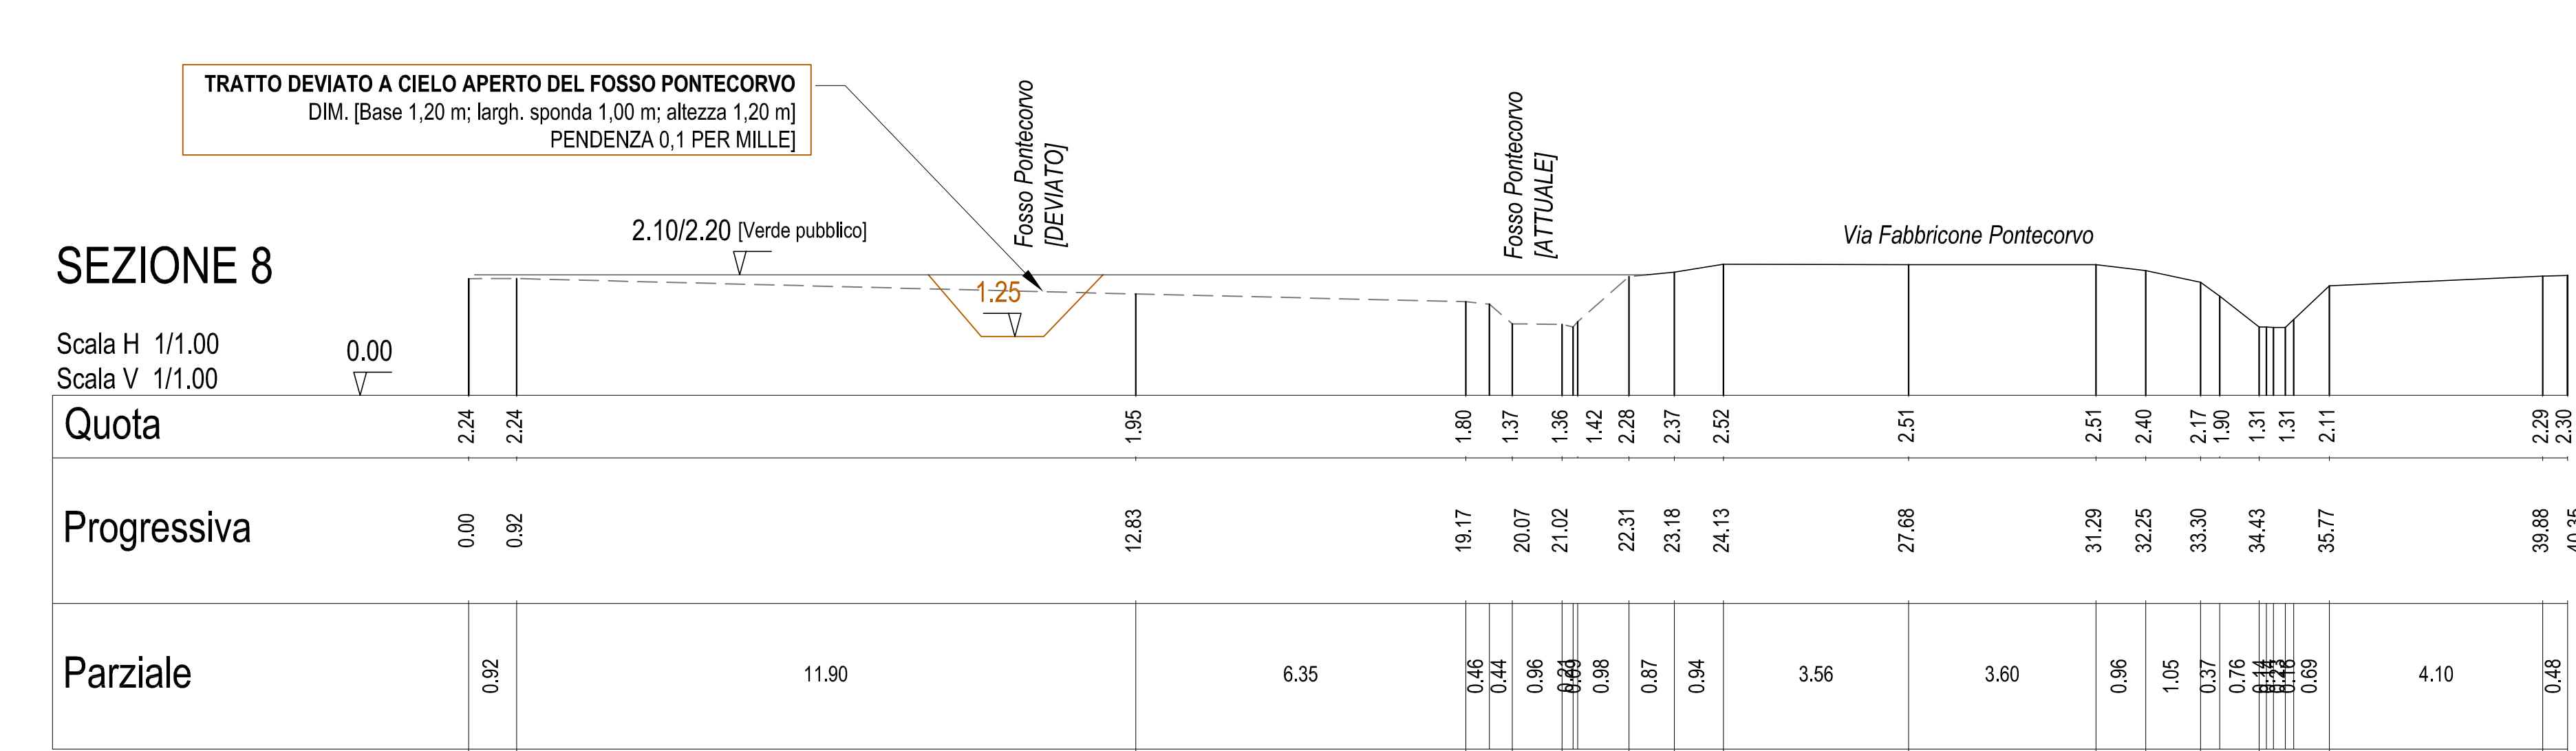 TRATTO DEVIATO A CIELO APERTO DEL FOSSO PONTECORVO
DIM. [Base 1,20 m; largh. sponda 1,00 m; altezza 1,20 m]
PENDENZA 0,1 PER MILLE]
Fosso Pontecorvo
[DEVIATO]
Fosso Pontecorvo
[ATTUALE]
2.10/2.20 [Verde pubblico]
Via Fabbricone Pontecorvo
SEZIONE 8
1.25
Scala H 1/1.00
Scala V 1/1.00
0.00
Quota
2.24 2.24 1.95 1.80 1.37 1.36 1.42 2.28 2.37 2.52 2.51 2.51 2.40 2.17 1.90 1.31 1.31 2.11 2.29 2.30
Progressiva
0.00 0.92 12.83 19.17 20.07 21.02 22.31 23.18 24.13 27.68 31.29 32.25 33.30 34.43 35.77 39.88
Parziale
0.92 11.90 6.35 0.46 0.44 0.96 0.98 0.87 0.94 3.56 3.60 0.96 1.05 0.37 0.76 0.69 4.10 0.48